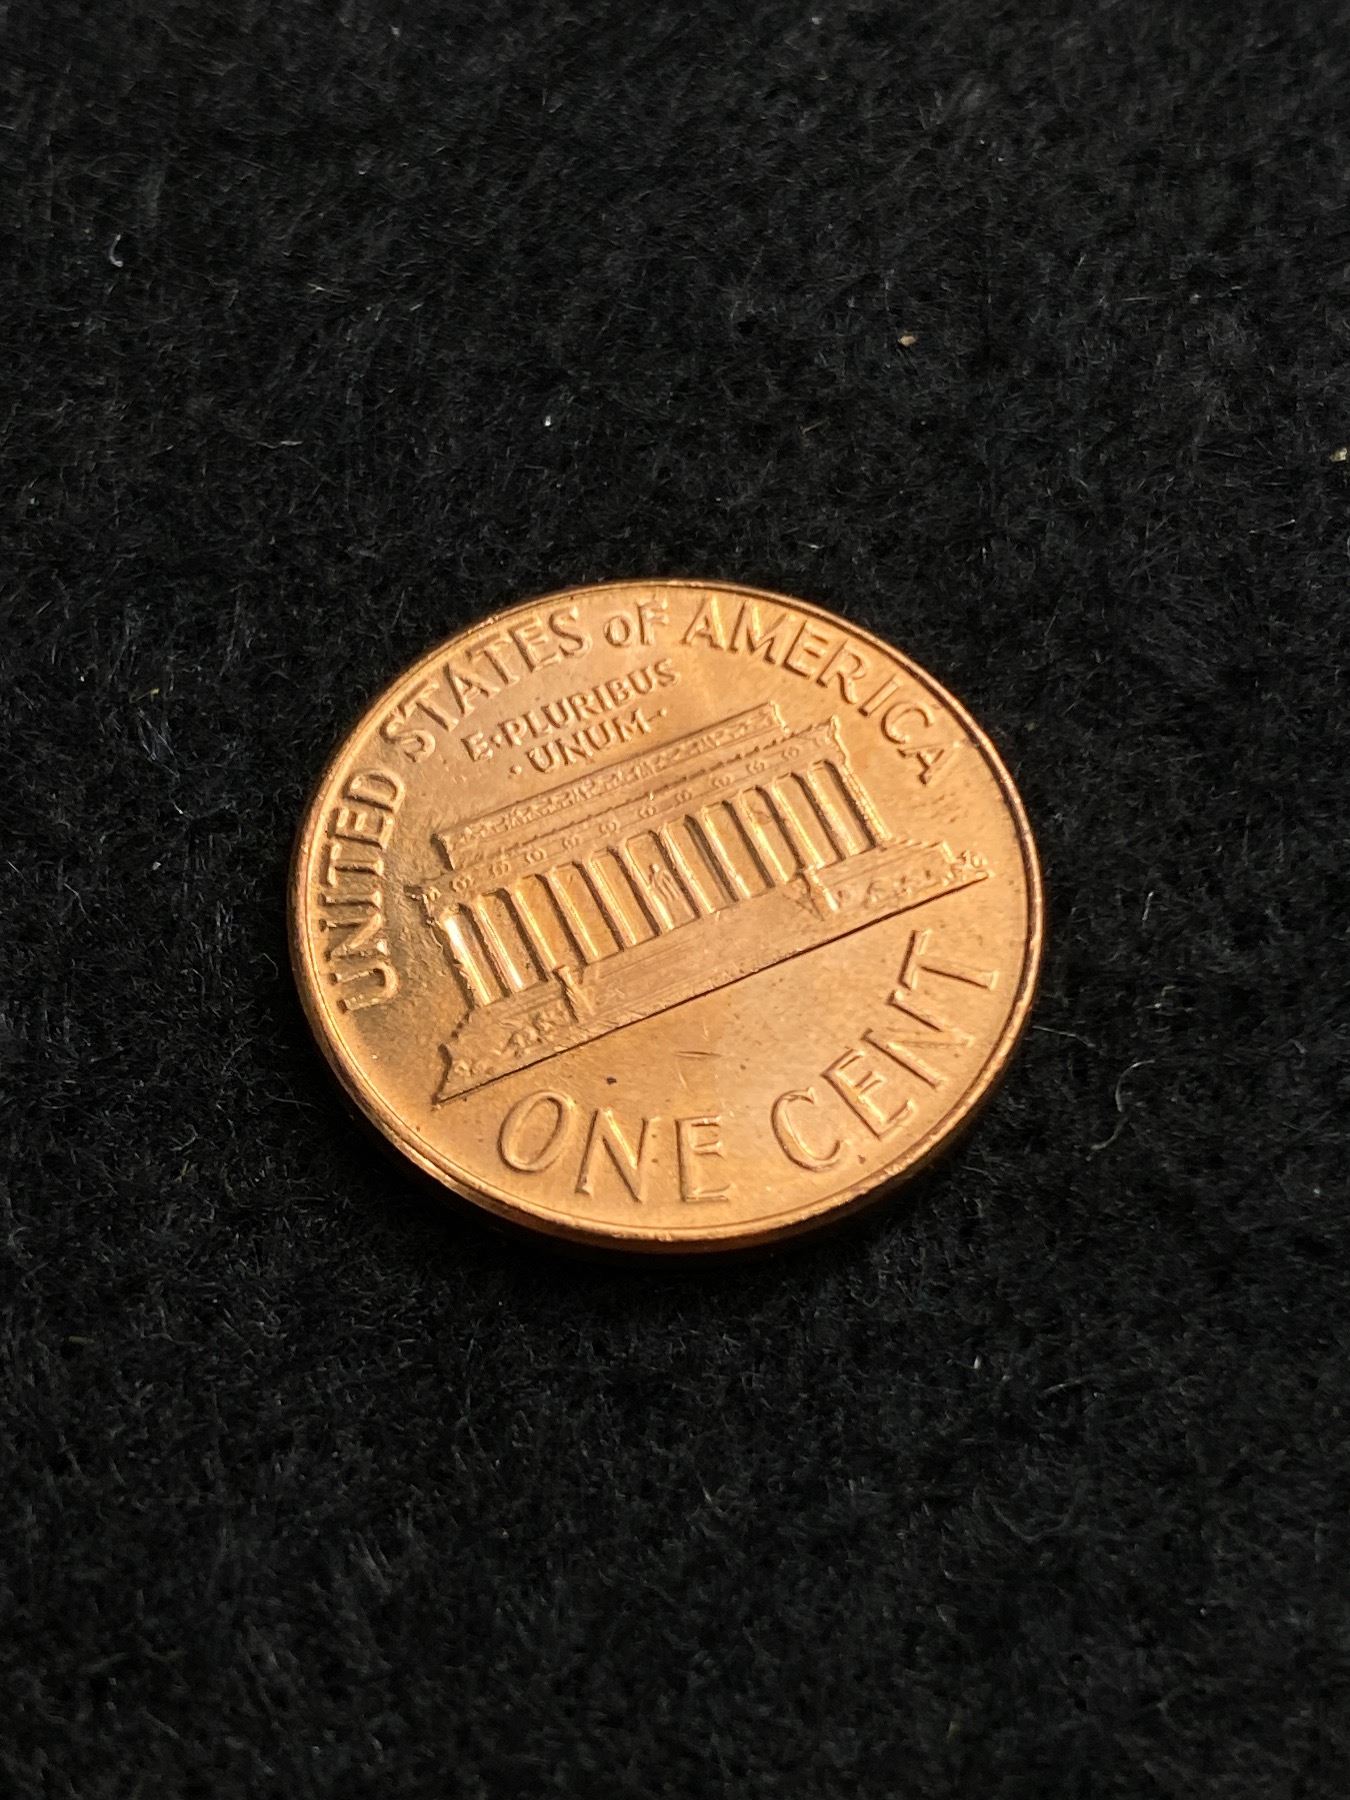 UNITED STATES OF AMERICA
E·PLURIBUS
·UNUM·
ONE CENT